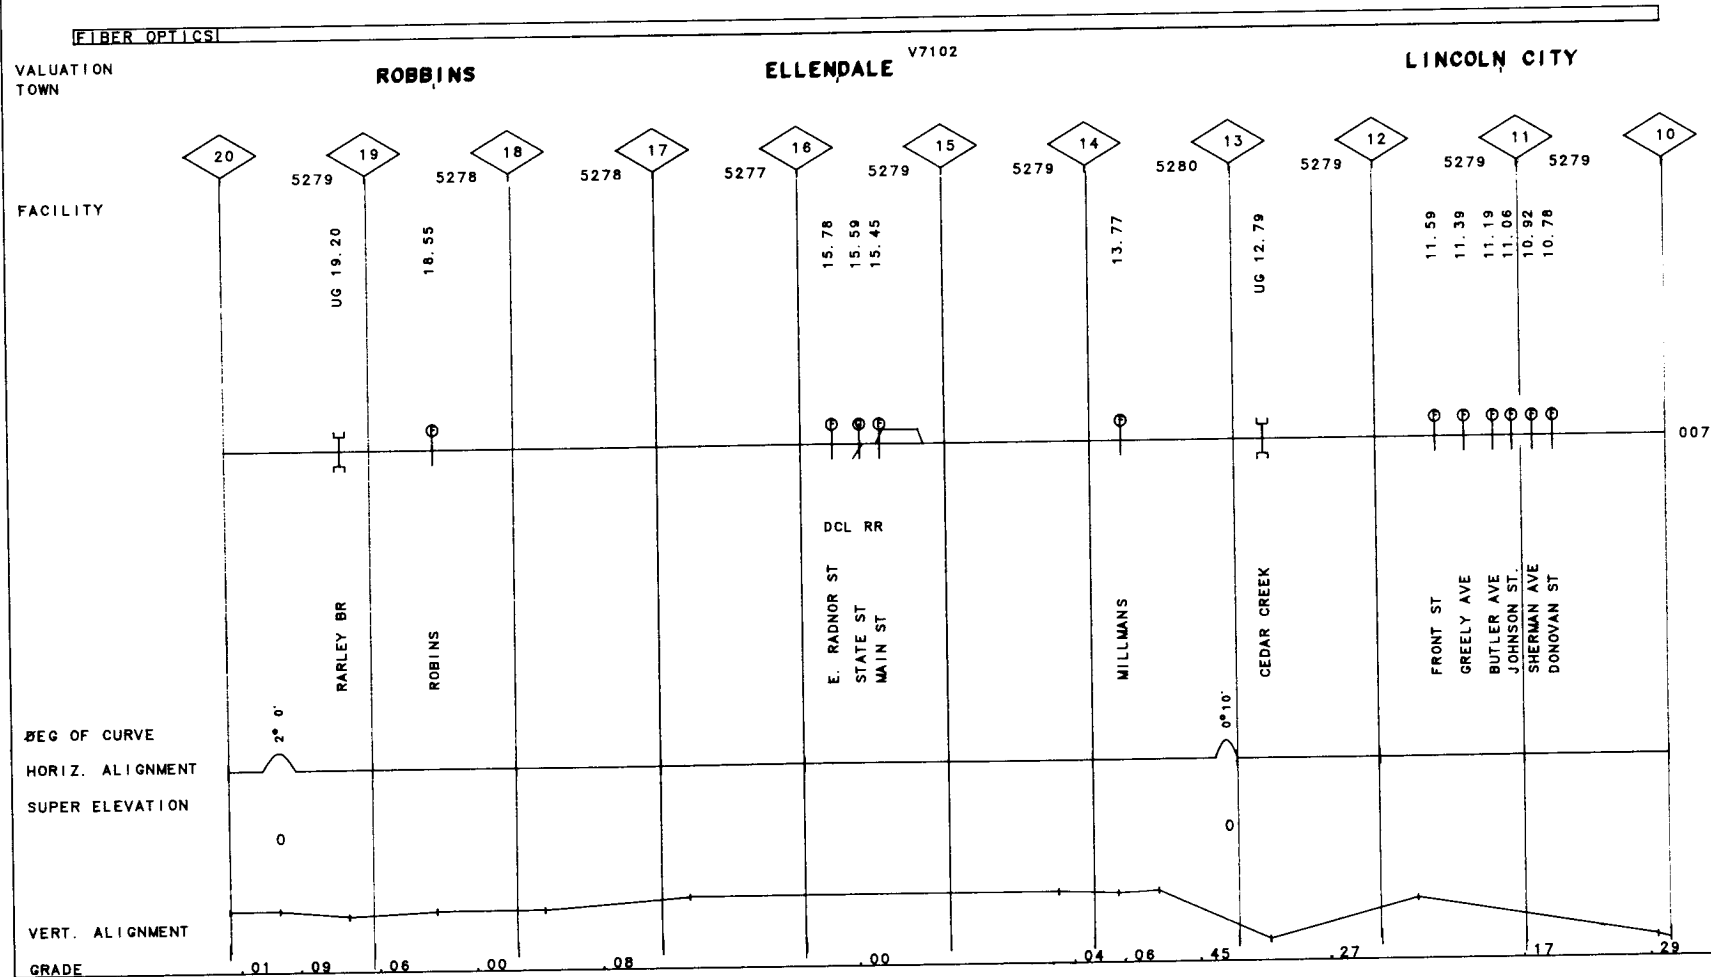 FIBER OPTICS
VALUATION V7102
TOWN ROBBINS ELLENDALE LINCOLN CITY
20 19 18 17 16 15 14 13 12 11 10
5279 5278 5278 5277 5279 5279 5280 5279 5279 5279
FACILITY
UG 19.20 18.55 15.78 15.59 15.45 13.77 UG 12.79 11.59 11.39 11.19 11.06 10.92 10.78
F F F F F F F F F F
007
DCL RR
RARLEY BR ROBINS E. RADNOR ST STATE ST MAIN ST MILLMANS CEDAR CREEK FRONT ST GREELY AVE BUTLER AVE JOHNSON ST. SHERMAN AVE DONOVAN ST
DEG OF CURVE 2° 0' 0°10'
HORIZ. ALIGNMENT
SUPER ELEVATION
0 0
VERT. ALIGNMENT
GRADE .01 .09 .06 .00 .08 .00 .04 .06 .45 .27 .17 .29